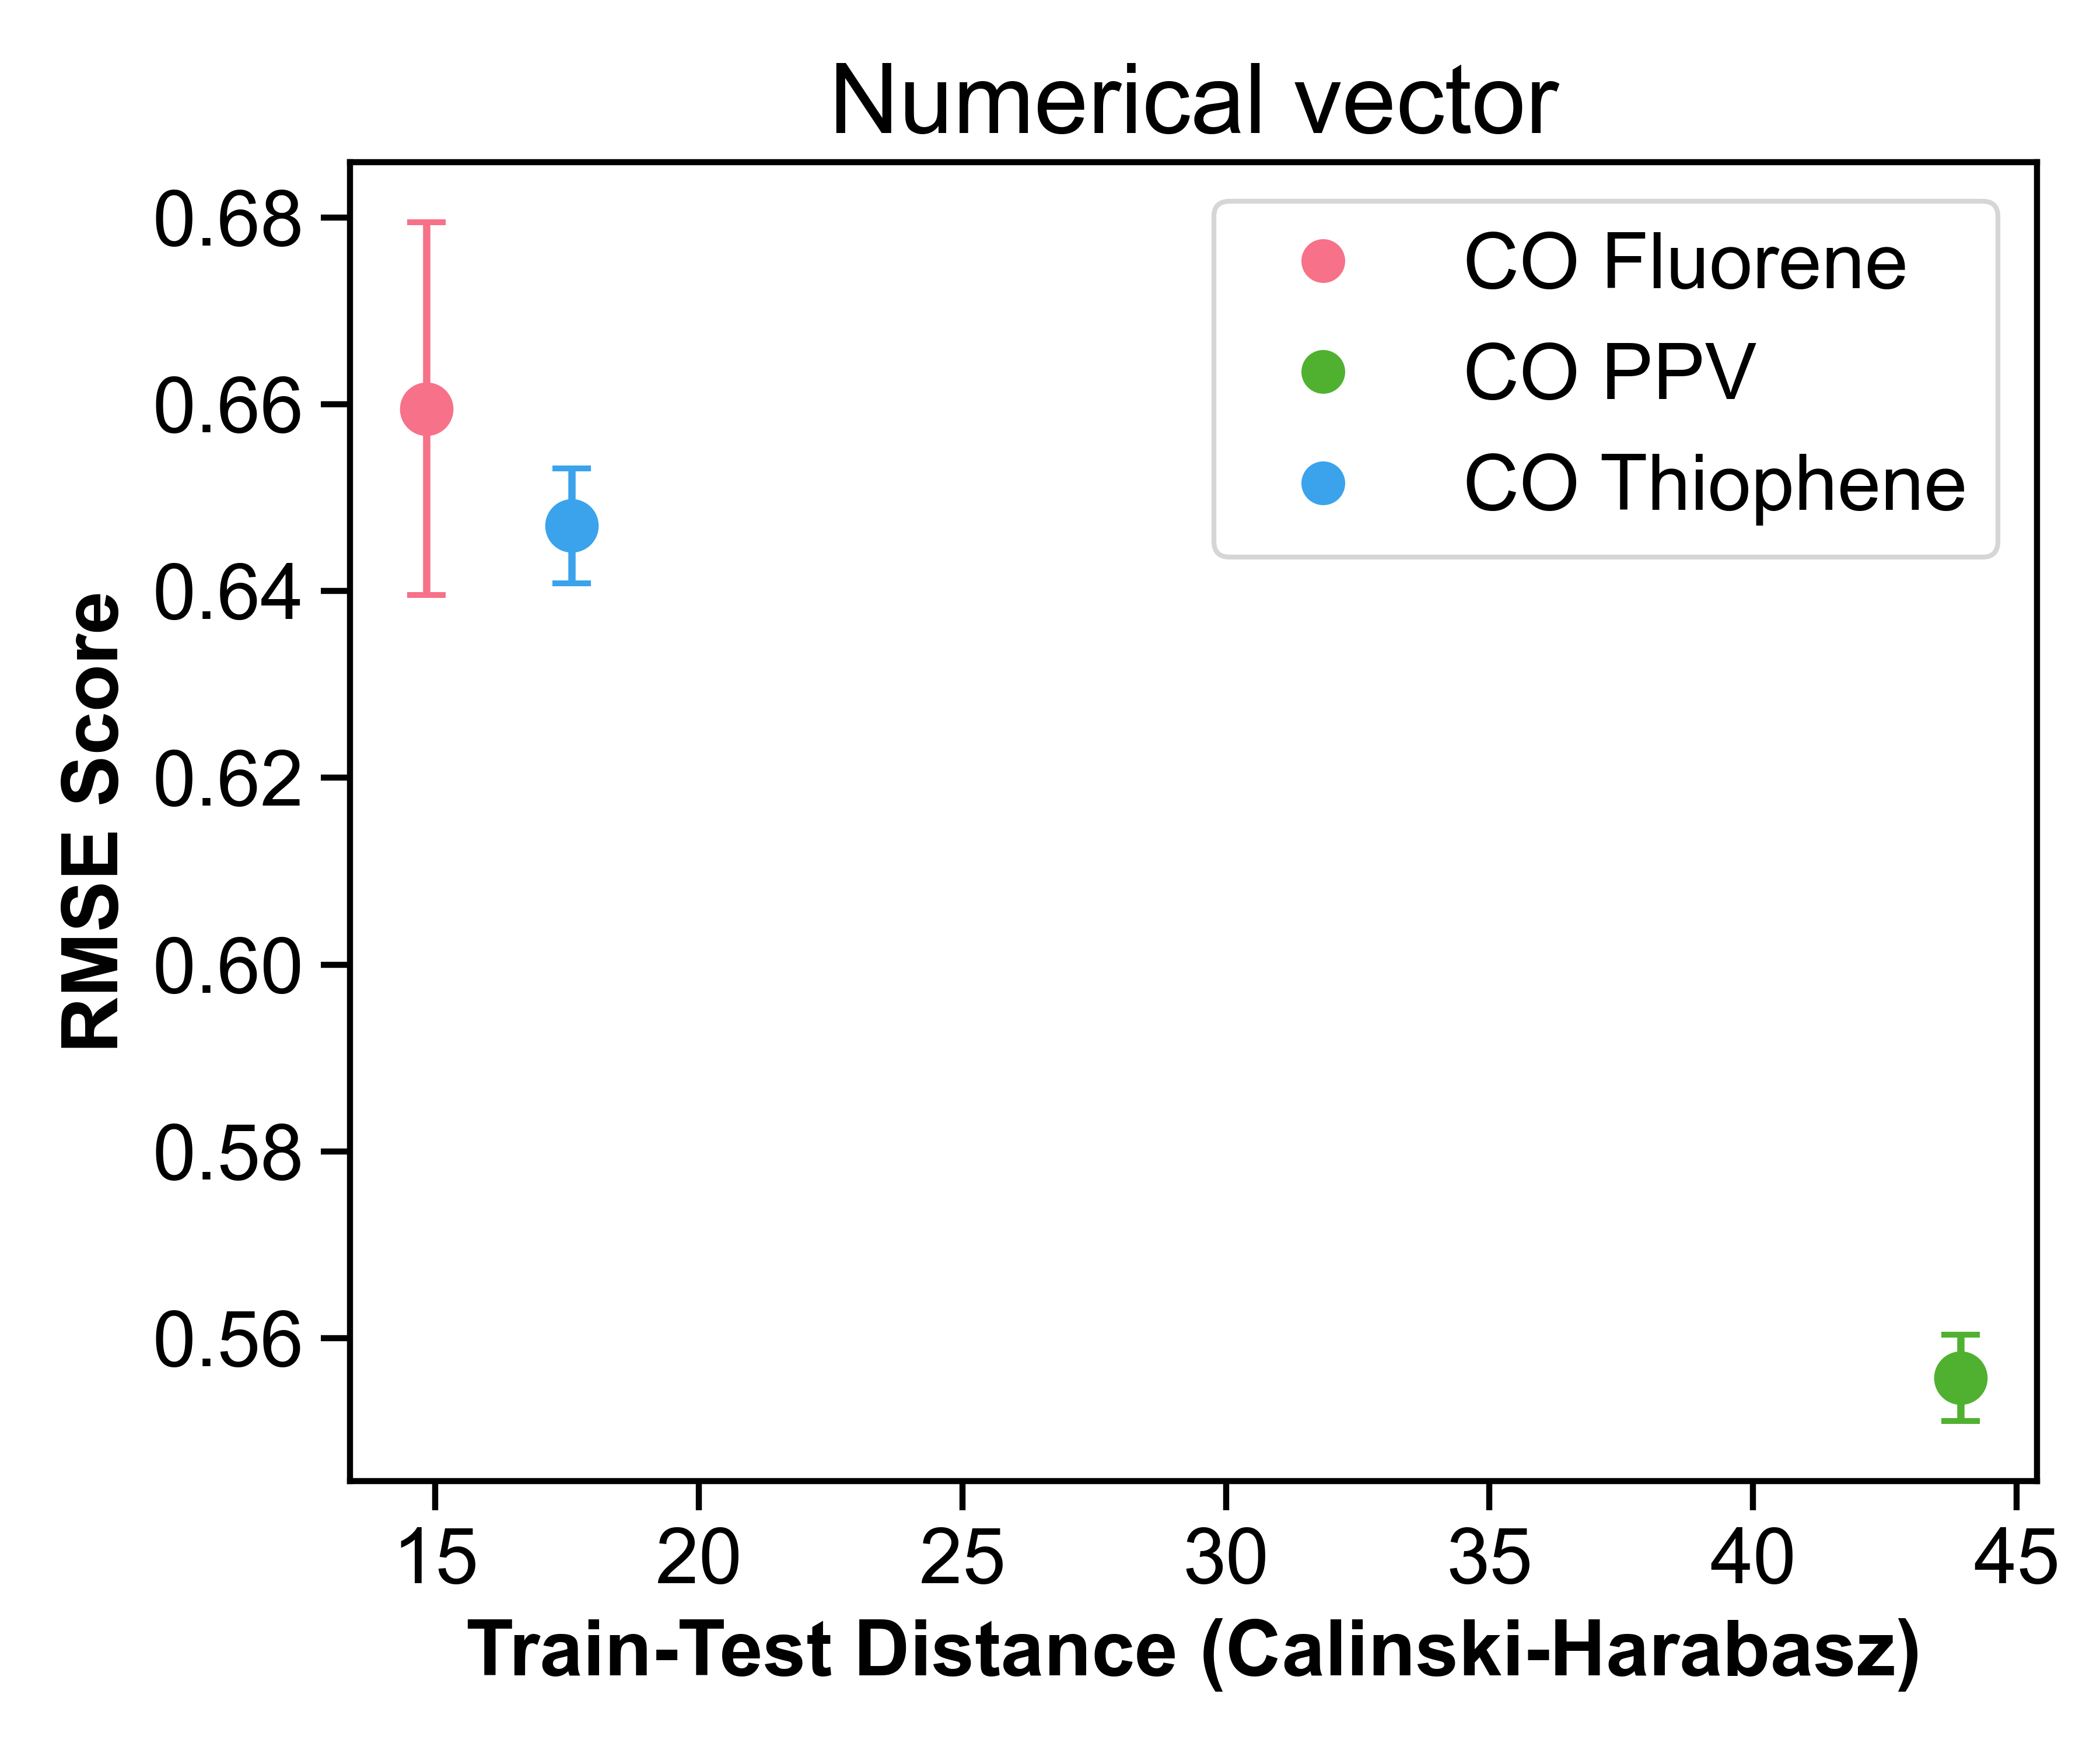 Numerical vector
0.68
0.66
0.64
0.62
0.60
0.58
0.56
RMSE Score
CO Fluorene
CO PPV
CO Thiophene
15 20 25 30 35 40 45
Train-Test Distance (Calinski-Harabasz)